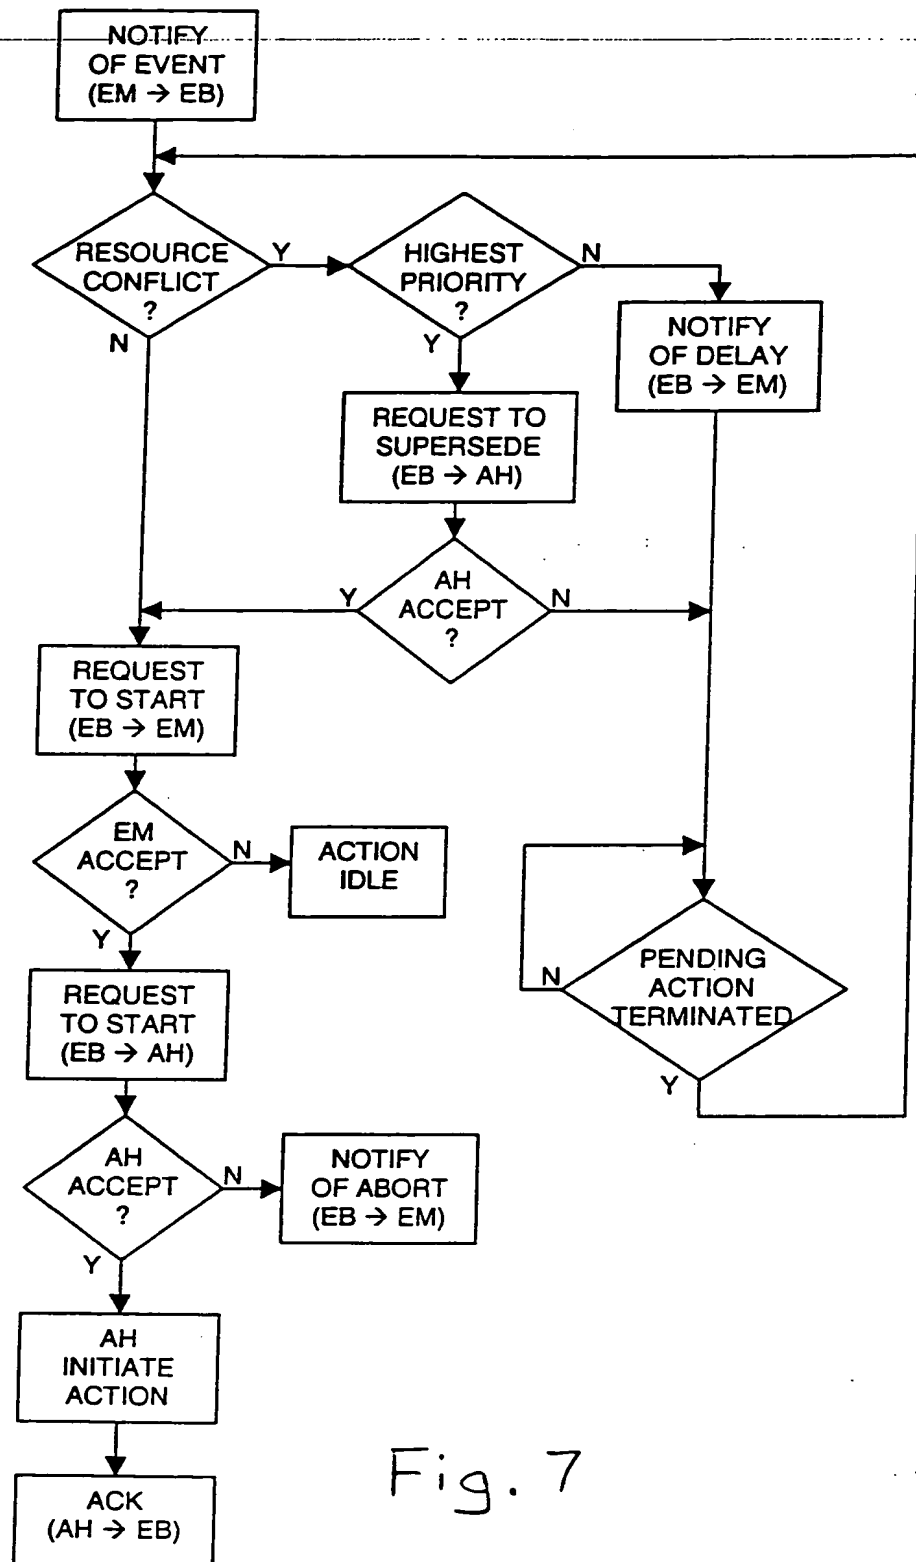 NOTIFY
OF EVENT
(EM → EB)
RESOURCE
CONFLICT
?
Y
N
HIGHEST
PRIORITY
?
N
Y
NOTIFY
OF DELAY
(EB → EM)
REQUEST TO
SUPERSEDE
(EB → AH)
AH
ACCEPT
?
Y
N
REQUEST
TO START
(EB → EM)
EM
ACCEPT
?
N
Y
ACTION
IDLE
PENDING
ACTION
TERMINATED
N
Y
REQUEST
TO START
(EB → AH)
AH
ACCEPT
?
N
Y
NOTIFY
OF ABORT
(EB → EM)
AH
INITIATE
ACTION
ACK
(AH → EB)
Fig. 7